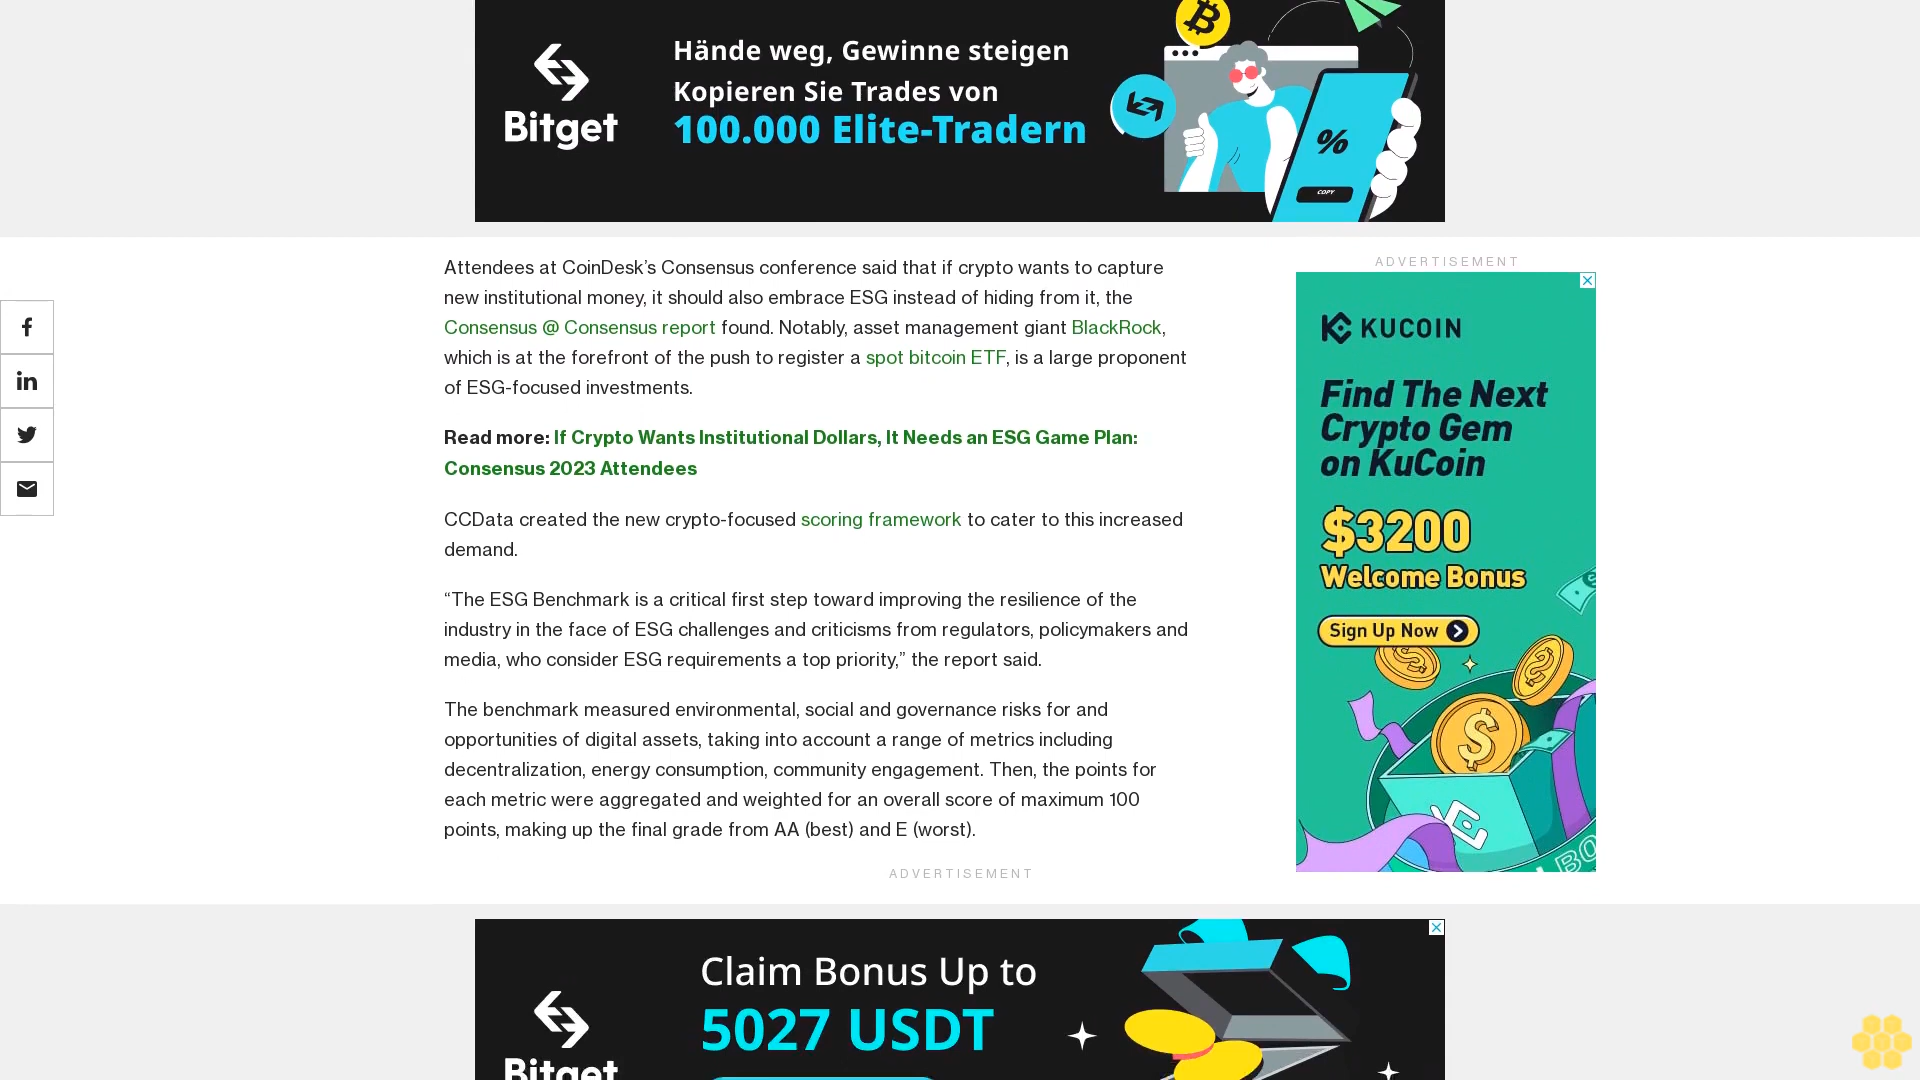 Hände weg, Gewinne steigen
Kopieren Sie Trades von
100.000 Elite-Tradern
Bitget
%
COPY
Attendees at CoinDesk’s Consensus conference said that if crypto wants to capture
new institutional money, it should also embrace ESG instead of hiding from it, the
Consensus @ Consensus report found. Notably, asset management giant BlackRock,
which is at the forefront of the push to register a spot bitcoin ETF, is a large proponent
of ESG-focused investments.
Read more: If Crypto Wants Institutional Dollars, It Needs an ESG Game Plan:
Consensus 2023 Attendees
CCData created the new crypto-focused scoring framework to cater to this increased
demand.
“The ESG Benchmark is a critical first step toward improving the resilience of the
industry in the face of ESG challenges and criticisms from regulators, policymakers and
media, who consider ESG requirements a top priority,” the report said.
The benchmark measured environmental, social and governance risks for and
opportunities of digital assets, taking into account a range of metrics including
decentralization, energy consumption, community engagement. Then, the points for
each metric were aggregated and weighted for an overall score of maximum 100
points, making up the final grade from AA (best) and E (worst).
ADVERTISEMENT
KUCOIN
Find The Next
Crypto Gem
on KuCoin
$3200
Welcome Bonus
Sign Up Now
ADVERTISEMENT
Claim Bonus Up to
5027 USDT
Bitget